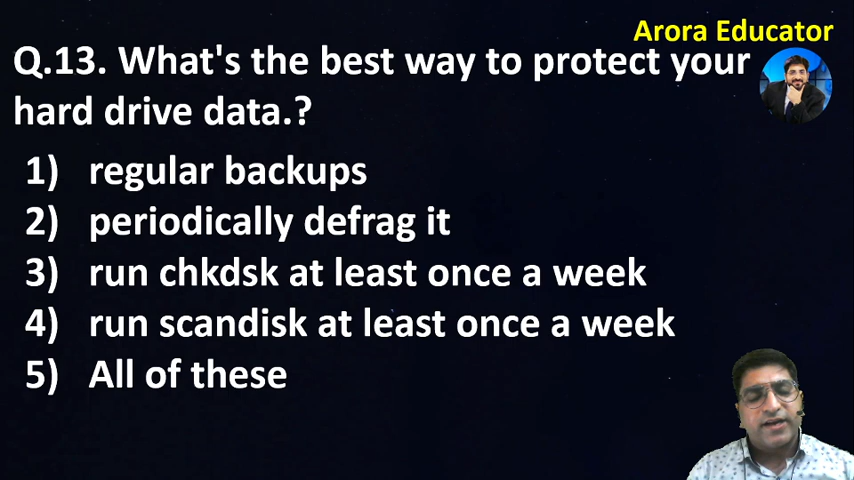 Arora Educator
Q.13. What's the best way to protect your
hard drive data.?
1) regular backups
2) periodically defrag it
3) run chkdsk at least once a week
4) run scandisk at least once a week
5) All of these